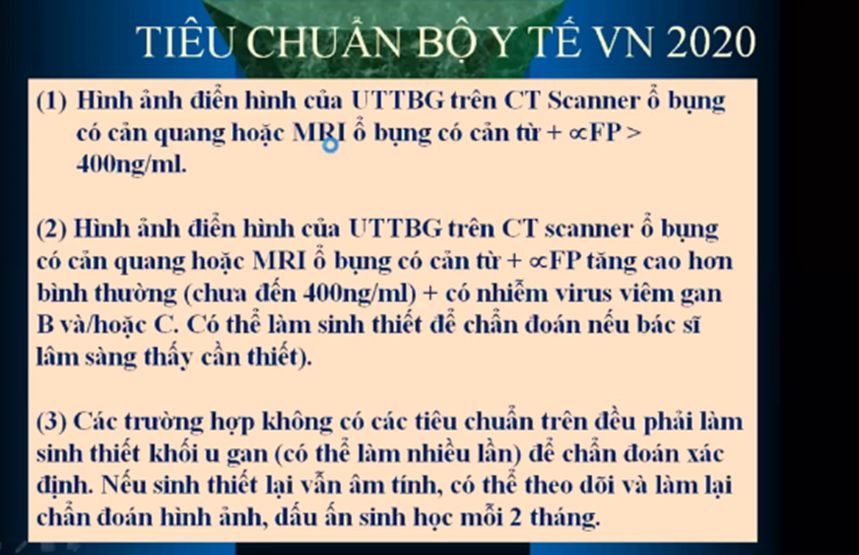 TIÊU CHUẨN BỘ Y TẾ VN 2020
(1) Hình ảnh điển hình của UTTBG trên CT Scanner ổ bụng
có cản quang hoặc MRI ổ bụng có cản từ + ∝FP >
400ng/ml.
(2) Hình ảnh điển hình của UTTBG trên CT scanner ổ bụng
có cản quang hoặc MRI ổ bụng có cản từ + ∝FP tăng cao hơn
bình thường (chưa đến 400ng/ml) + có nhiễm virus viêm gan
B và/hoặc C. Có thể làm sinh thiết để chẩn đoán nếu bác sĩ
lâm sàng thấy cần thiết).
(3) Các trường hợp không có các tiêu chuẩn trên đều phải làm
sinh thiết khối u gan (có thể làm nhiều lần) để chẩn đoán xác
định. Nếu sinh thiết lại vẫn âm tính, có thể theo dõi và làm lại
chẩn đoán hình ảnh, dấu ấn sinh học mỗi 2 tháng.